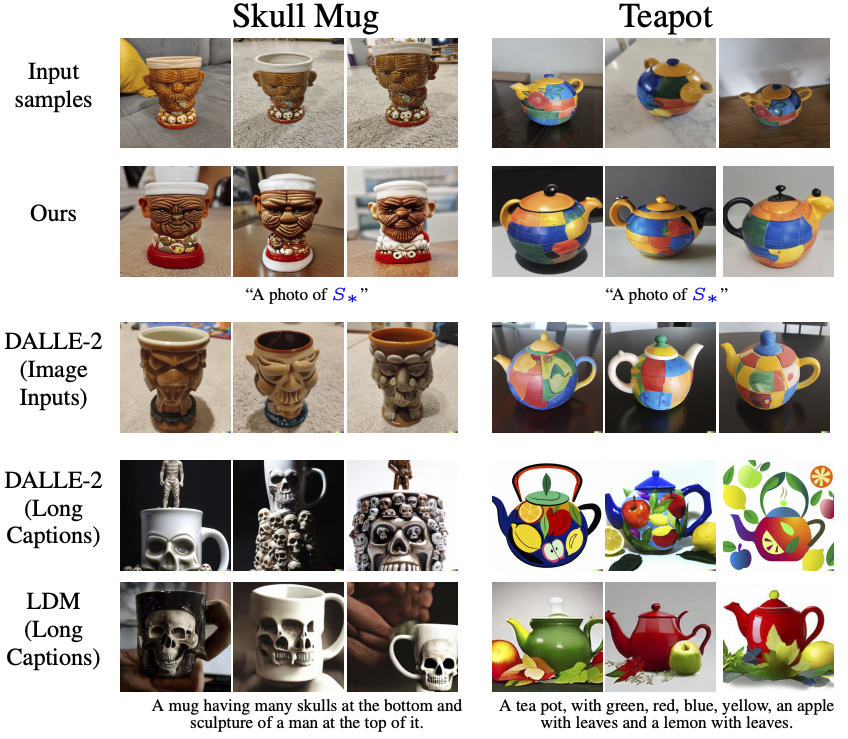 Skull Mug
Teapot
Input
samples
Ours
“A photo of S*”
“A photo of S*”
DALLE-2
(Image
Inputs)
DALLE-2
(Long
Captions)
LDM
(Long
Captions)
A mug having many skulls at the bottom and
sculpture of a man at the top of it.
A tea pot, with green, red, blue, yellow, an apple
with leaves and a lemon with leaves.